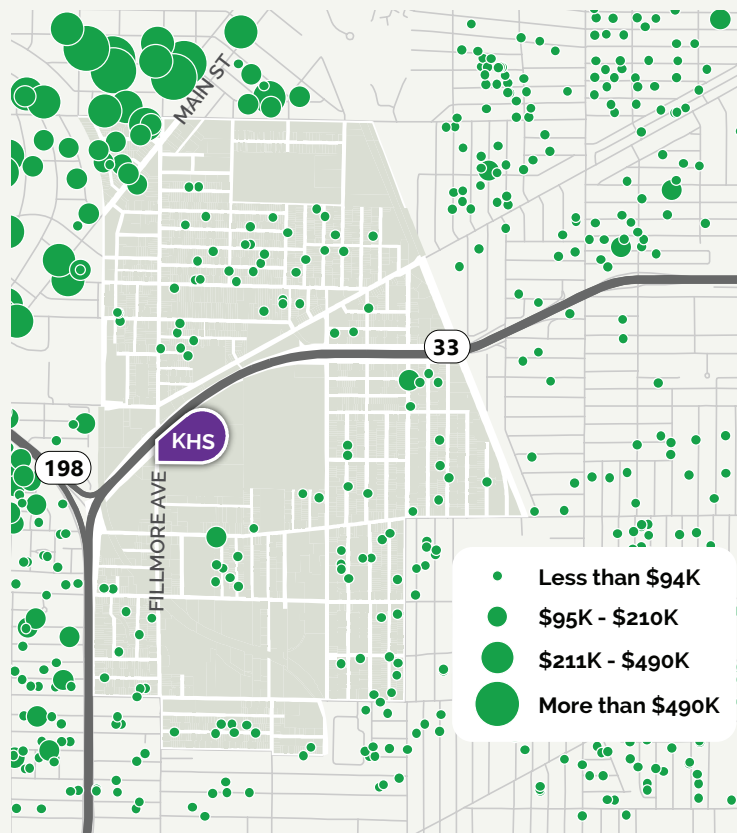 MAIN ST
33
KHS
198
FILLMORE AVE
Less than $94K
$95K - $210K
$211K - $490K
More than $490K